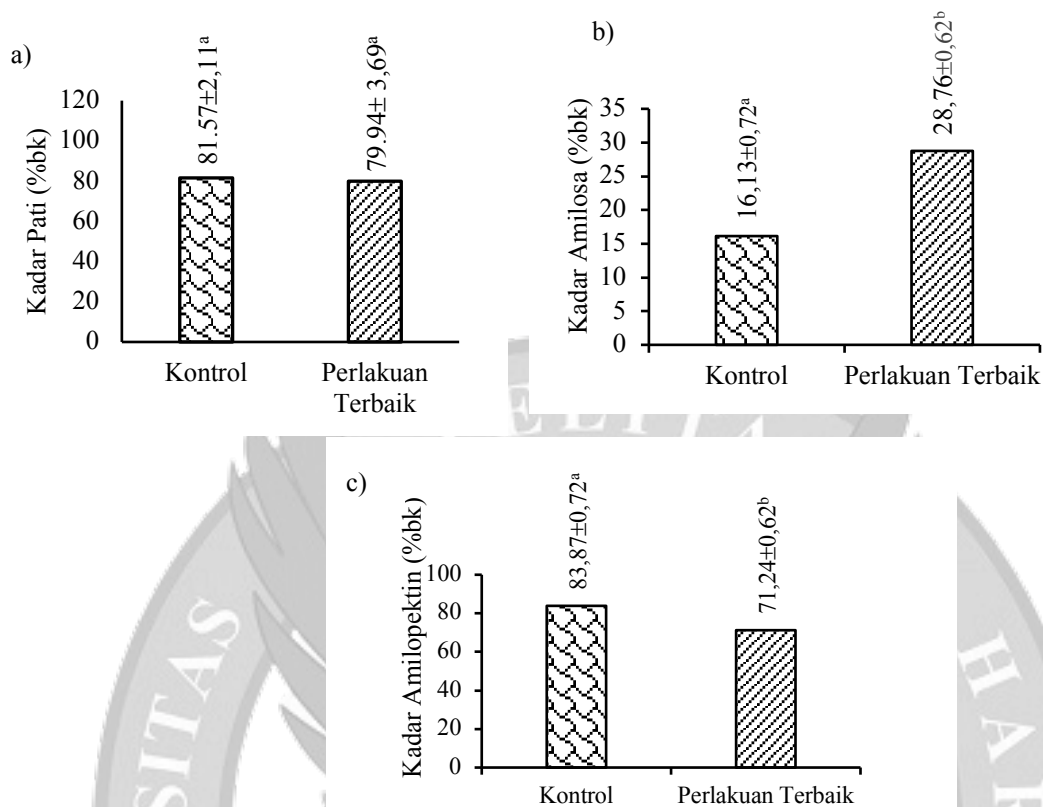 a)
81.57±2,11ᵃ
79.94± 3,69ᵃ
Kadar Pati (%bk)
120
100
80
60
40
20
0
Kontrol
Perlakuan
Terbaik
b)
16,13±0,72ᵃ
28,76±0,62ᵇ
Kadar Amilosa (%bk)
35
30
25
20
15
10
5
0
Kontrol
Perlakuan Terbaik
c)
83,87±0,72ᵃ
71,24±0,62ᵇ
Kadar Amilopektin (%bk)
100
80
60
40
20
0
Kontrol
Perlakuan Terbaik
SITAS
HAR